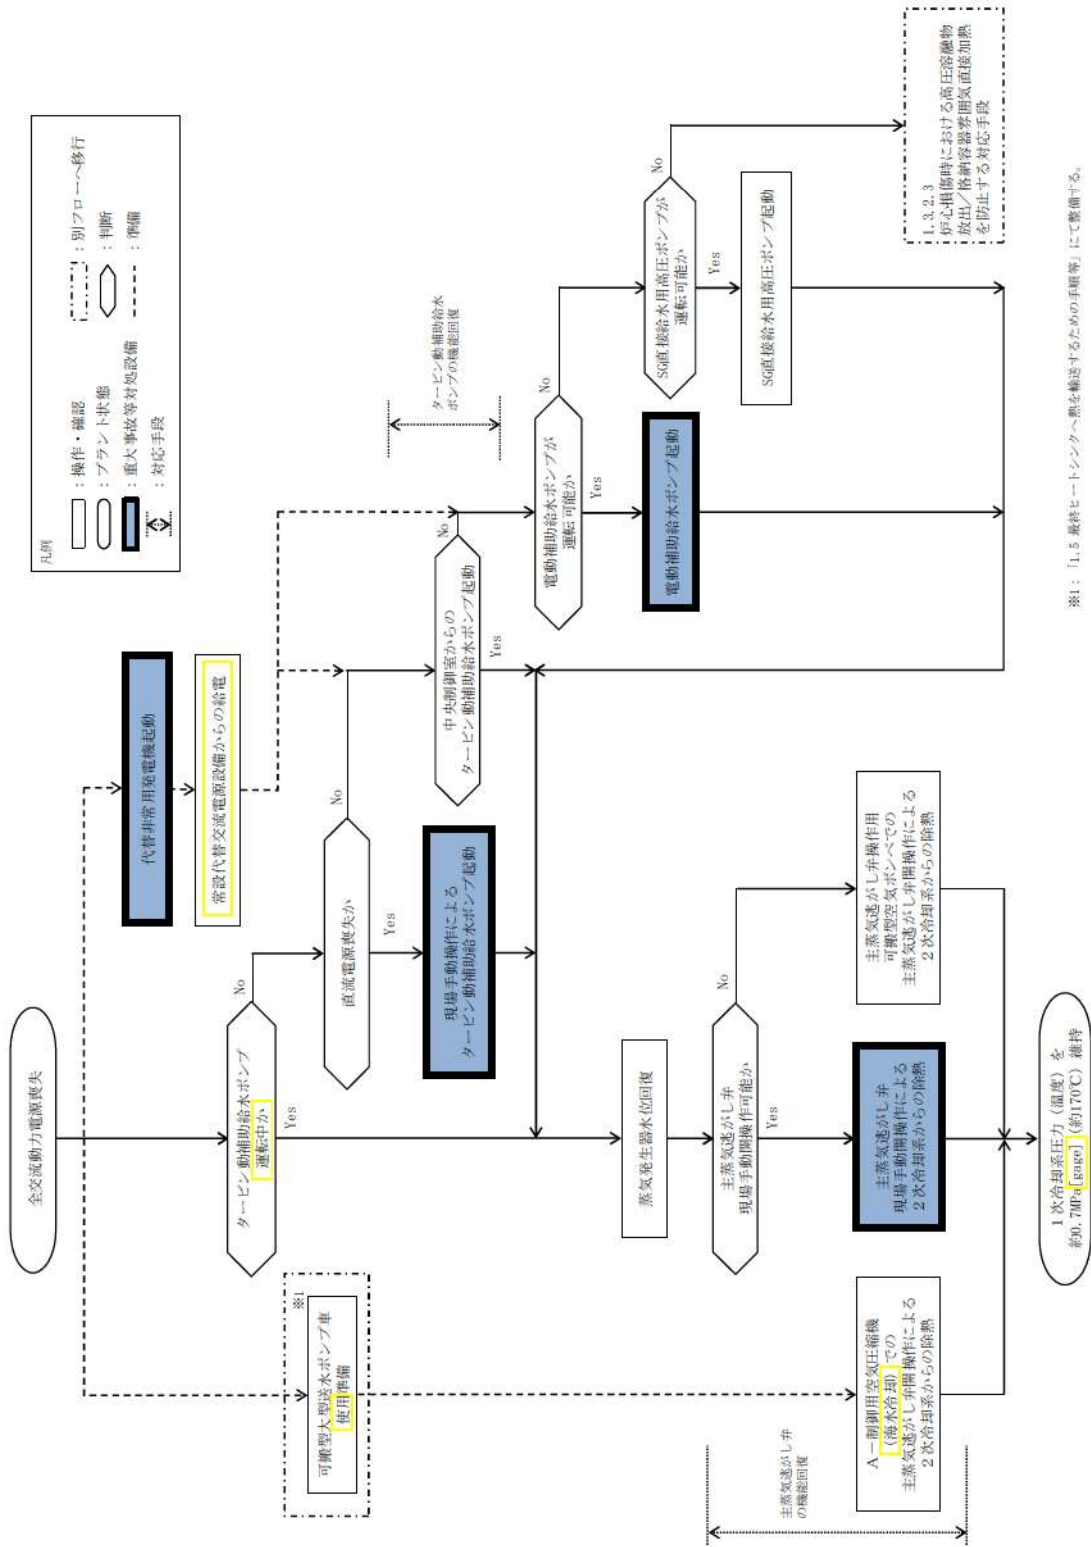 全交流動力電源喪失
代替非常用発電機起動
常設代替交流電源設備からの給電
凡例
：操作・確認
：プラント状態
：重大事故等対処設備
：対応手段
：別フローへ移行
：判断
：準備
タービン動補助給水ポンプ
運転中か
No
Yes
直流電源喪失か
No
Yes
現場手動操作による
タービン動補助給水ポンプ起動
中央制御室からの
タービン動補助給水ポンプ起動
No
Yes
タービン動補助給水
ポンプの機能回復
電動補助給水ポンプが
運転可能か
No
Yes
電動補助給水ポンプ起動
SG直接給水用高圧ポンプが
運転可能か
No
Yes
SG直接給水用高圧ポンプ起動
1.3.2.3
炉心損傷時における高圧溶融物
放出／格納容器雰囲気直接加熱
を防止する対応手段
※1
可搬型大型送水ポンプ車
使用準備
蒸気発生器水位回復
主蒸気逃がし弁
現場手動開操作可能か
No
Yes
主蒸気逃がし弁
の機能回復
A－制御用空気圧縮機
（海水冷却）での
主蒸気逃がし弁開操作による
2次冷却系からの除熱
主蒸気逃がし弁
現場手動開操作による
2次冷却系からの除熱
主蒸気逃がし弁操作用
可搬型空気ボンベでの
主蒸気逃がし弁開操作による
2次冷却系からの除熱
1次冷却系圧力（温度）を
約0.7MPa[gage]（約170℃）維持
※1：「1.5 最終ヒートシンクへ熱を輸送するための手順等」にて整備する。